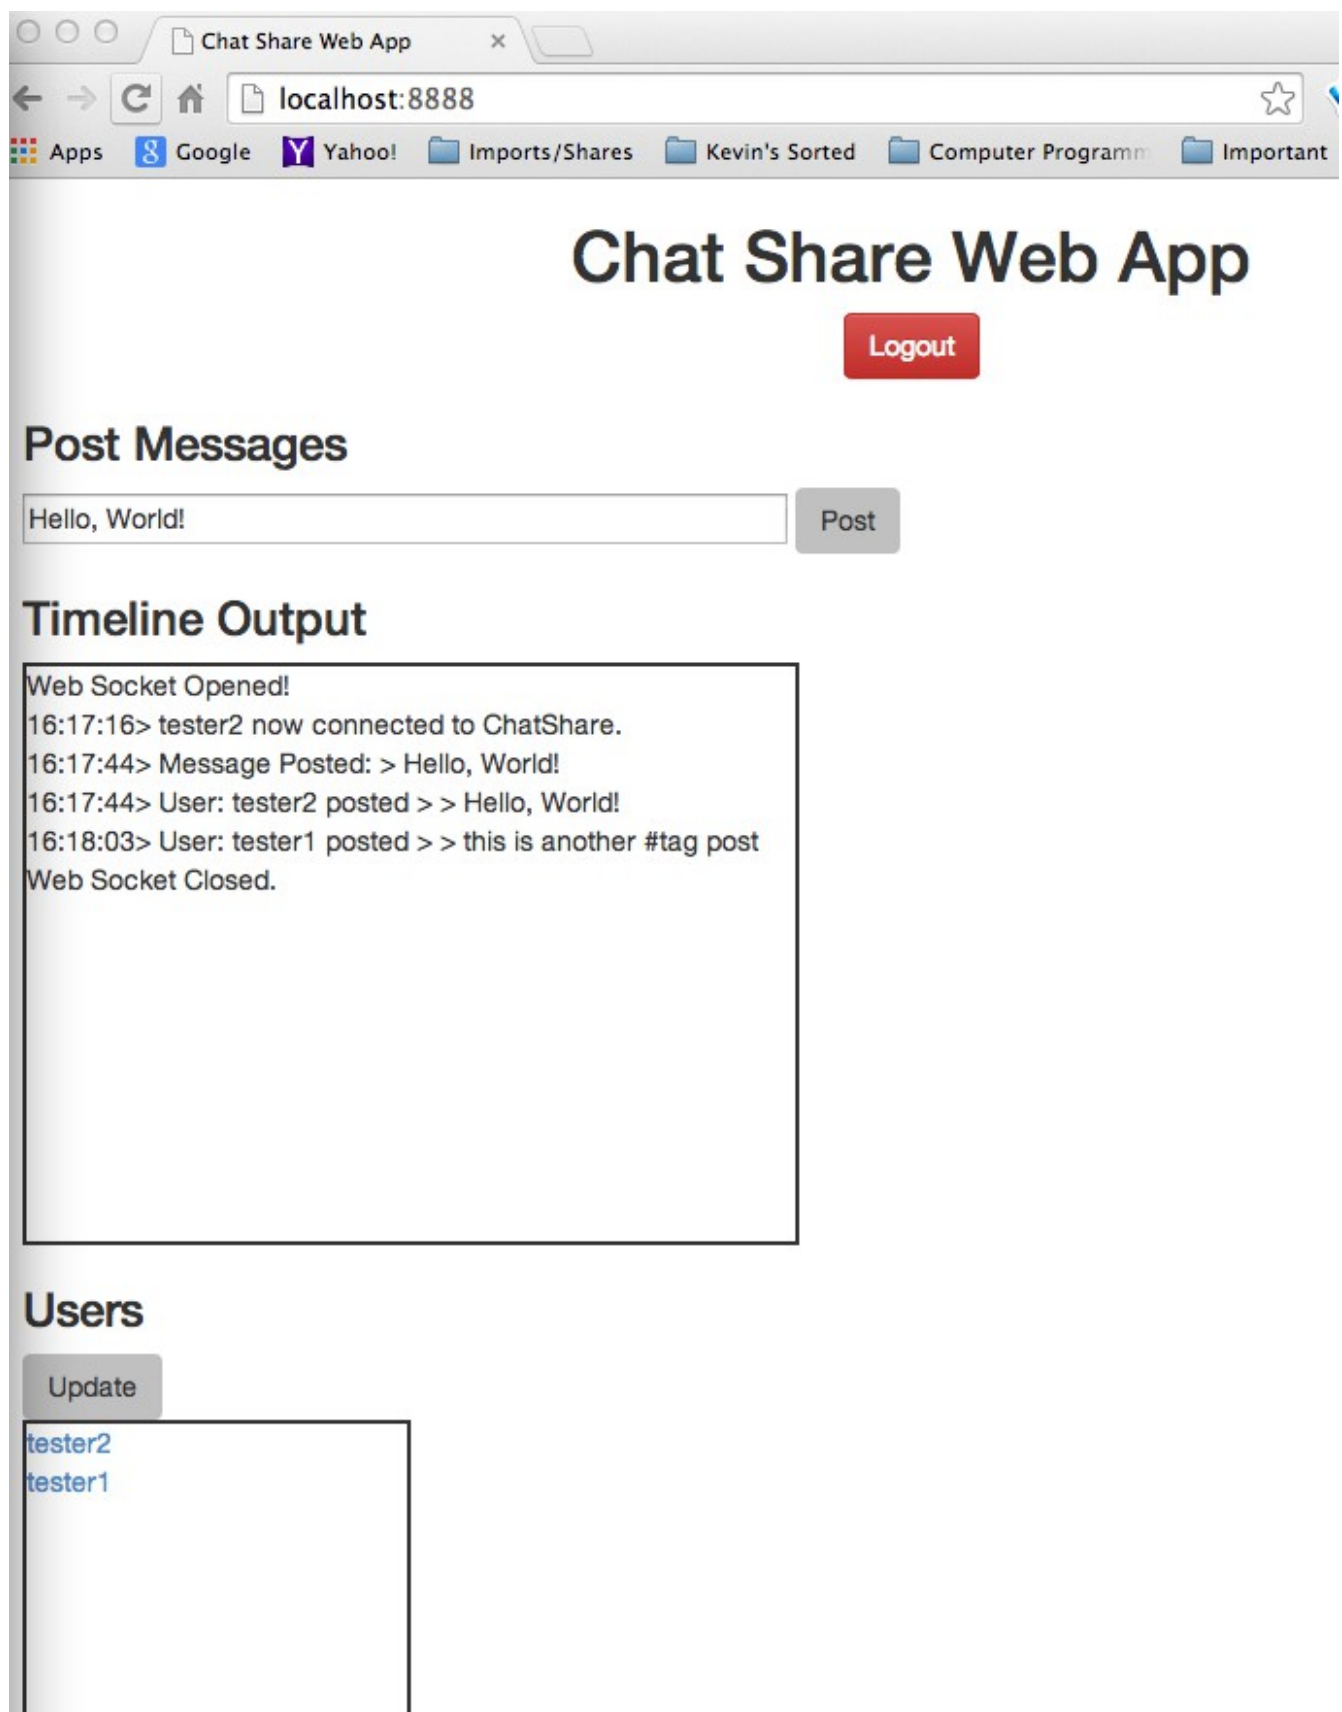 Chat Share Web App
localhost:8888
Apps Google Yahoo! Imports/Shares Kevin's Sorted Computer Programm Important
Chat Share Web App
Logout
Post Messages
Hello, World! Post
Timeline Output
Web Socket Opened!
16:17:16> tester2 now connected to ChatShare.
16:17:44> Message Posted: > Hello, World!
16:17:44> User: tester2 posted > > Hello, World!
16:18:03> User: tester1 posted > > this is another #tag post
Web Socket Closed.
Users
Update
tester2
tester1